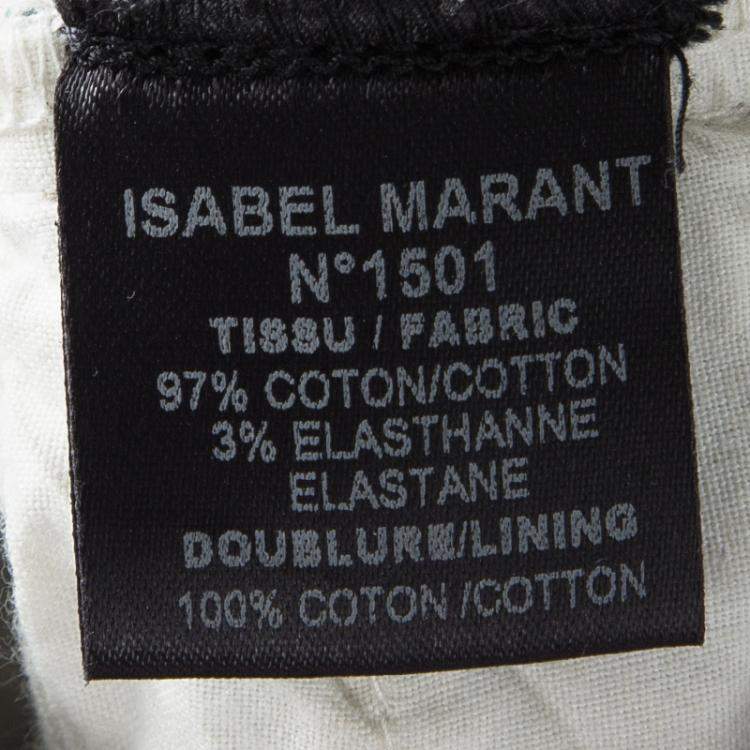 ISABEL MARANT
N°1501
TISSU / FABRIC
97% COTON/COTTON
3% ELASTHANNE
ELASTANE
DOUBLURE/LINING
100% COTON /COTTON